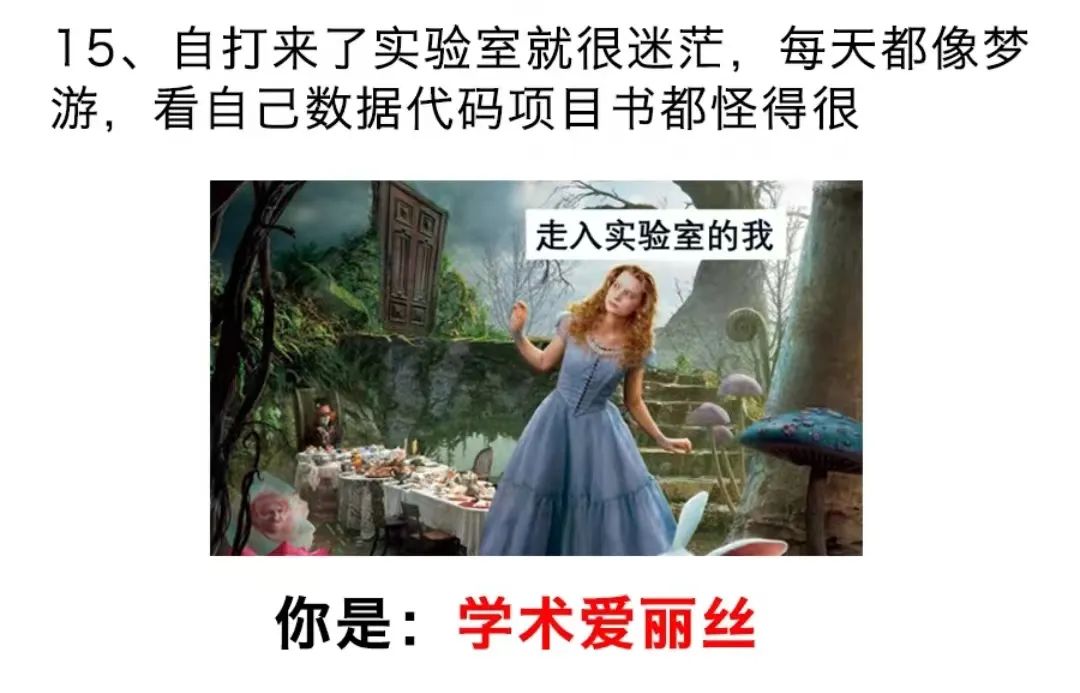 15、自打来了实验室就很迷茫，每天都像梦
游，看自己数据代码项目书都怪得很
走入实验室的我
你是：学术爱丽丝